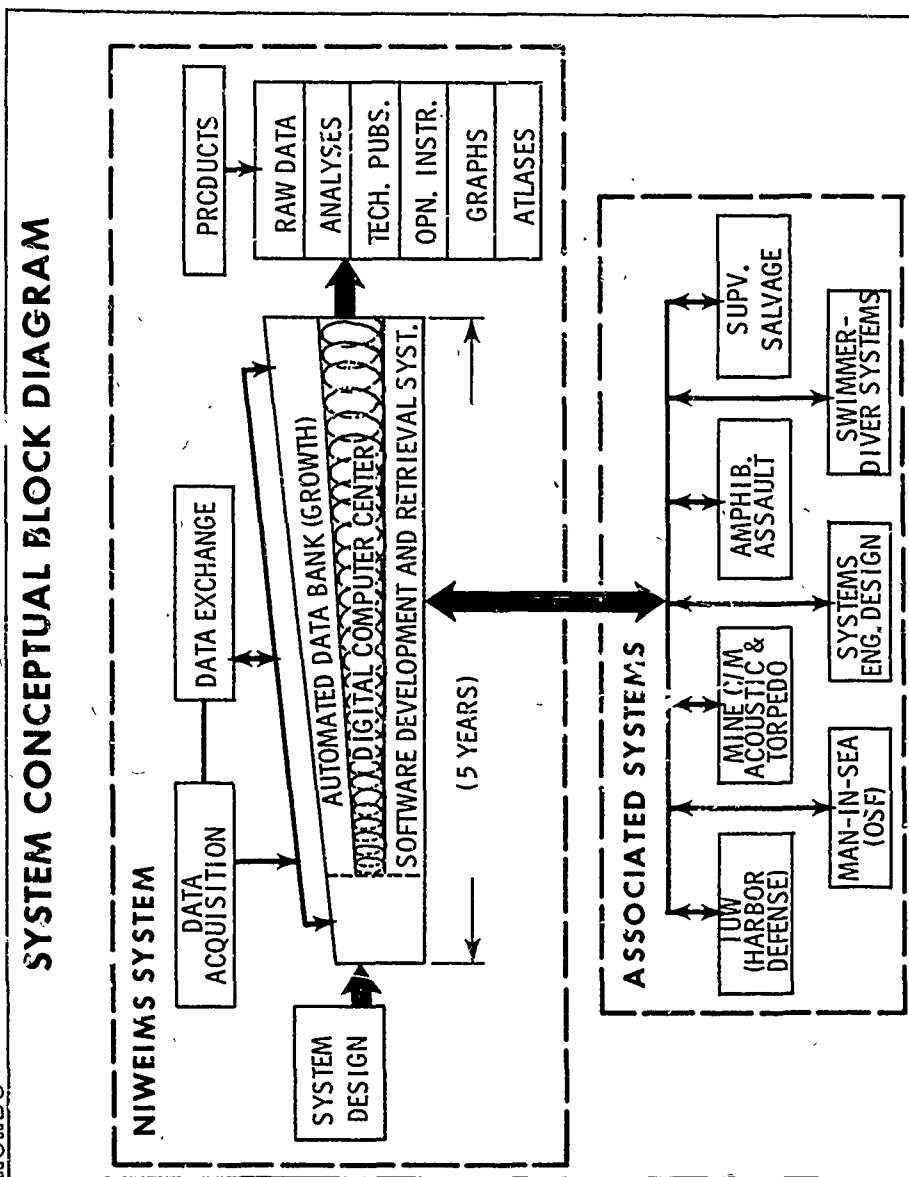 SYSTEM CONCEPTUAL BLOCK DIAGRAM
NIWEIMS SYSTEM
DATA
ACQUISITION
DATA EXCHANGE
PRODUCTS
SYSTEM
DESIGN
AUTOMATED DATA BANK (GROWTH)
DIGITAL COMPUTER CENTER
SOFTWARE DEVELOPMENT AND RETRIEVAL SYST.
(5 YEARS)
RAW DATA
ANALYSES
TECH. PUBS.
OPN. INSTR.
GRAPHS
ATLASES
ASSOCIATED SYSTEMS
IUW
(HARBOR
DEFENSE)
MINE C/M
ACOUSTIC &
TORPEDO
AMPHIB.
ASSAULT
SUPV.
SALVAGE
MAN-IN-SEA
(OSF)
SYSTEMS
ENG. DESIGN
SWIMMER-
DIVER SYSTEMS